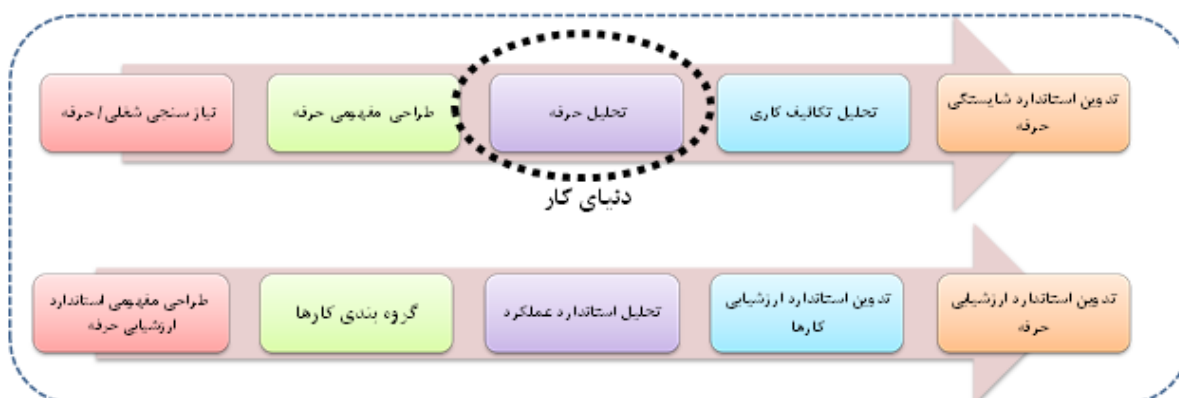 نیاز سنجی شغلی/ حرفه
طراحی مفهومی حرفه
تحلیل حرفه
تحلیل تکالیف کاری
تدوین استاندارد شایستگی
حرفه
دنیای کار
طراحی مفهومی استاندارد
ارزشیابی حرفه
گروه بندی کارها
تحلیل استاندارد عملکرد
تدوین استاندارد ارزشیابی
کارها
تدوین استاندارد ارزشیابی
حرفه